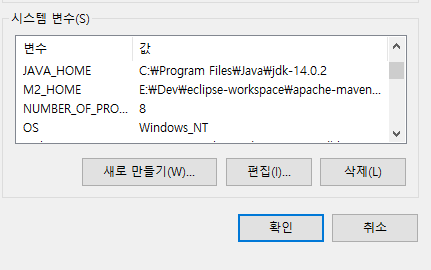 시스템 변수(S)
변수 값
JAVA_HOME C:₩Program Files₩Java₩jdk-14.0.2
M2_HOME E:₩Dev₩eclipse-workspace₩apache-maven...
NUMBER_OF_PRO... 8
OS Windows_NT
새로 만들기(W)... 편집(I)... 삭제(L)
확인 취소